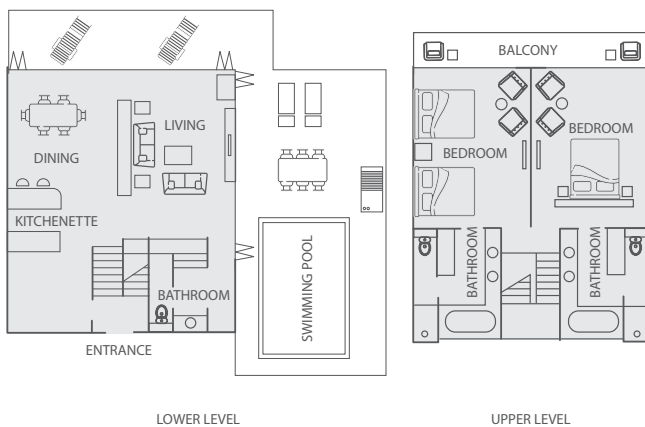 BALCONY
LIVING
DINING
BEDROOM
BEDROOM
KITCHENETTE
BATHROOM
SWIMMING POOL
BATHROOM
BATHROOM
ENTRANCE
LOWER LEVEL
UPPER LEVEL